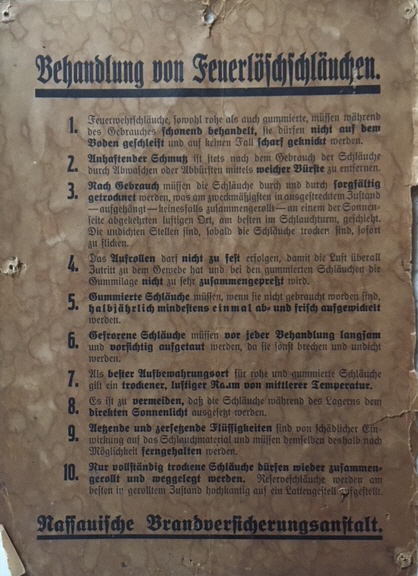 Behandlung von Feuerlöschschläuchen.
1. Feuerwehrschläuche, sowohl rohe als auch gummierte, müssen während
des Gebrauches schonend behandelt, sie dürfen nicht auf dem
Boden geschleift und auf keinen Fall scharf geknickt werden.
2. Anhaftender Schmutz ist stets nach dem Gebrauch der Schläuche
durch Abwaschen oder Abbürsten mittels weicher Bürste zu entfernen.
3. Nach Gebrauch müssen die Schläuche durch und durch sorgfältig
getrocknet werden, was am zweckmäßigsten in ausgestrecktem Zustand
— aufgehängt — keinesfalls zusammengerollt — an einem der Sonnen-
seite abgekehrten luftigen Ort, am besten im Schlauchturm, geschieht.
Die undichten Stellen sind, sobald die Schläuche trocken sind, sofort
zu flicken.
4. Das Aufrollen darf nicht zu fest erfolgen, damit die Luft überall
Zutritt zu dem Gewebe hat und bei den gummierten Schläuchen die
Gummilage nicht zu sehr zusammengepreßt wird.
5. Gummierte Schläuche müssen, wenn sie nicht gebraucht worden sind,
halbjährlich mindestens einmal ab- und frisch aufgewickelt
werden.
6. Gefrorene Schläuche müssen vor jeder Behandlung langsam
und vorsichtig aufgetaut werden, da sie sonst brechen und undicht
werden.
7. Als bester Aufbewahrungsort für rohe und gummierte Schläuche
gilt ein trockener, luftiger Raum von mittlerer Temperatur.
8. Es ist zu vermeiden, daß die Schläuche während des Lagerns dem
direkten Sonnenlicht ausgesetzt werden.
9. Aetzende und zersetzende Flüssigkeiten sind von schädlicher Ein-
wirkung auf das Schlauchmaterial und müssen demselben deshalb nach
Möglichkeit ferngehalten werden.
10. Nur vollständig trockene Schläuche dürfen wieder zusammen-
gerollt und weggelegt werden. Reserveschläuche werden am
besten in gerolltem Zustand hochkantig auf ein Lattengestell aufgestellt.
Nassauische Brandversicherungsanstalt.